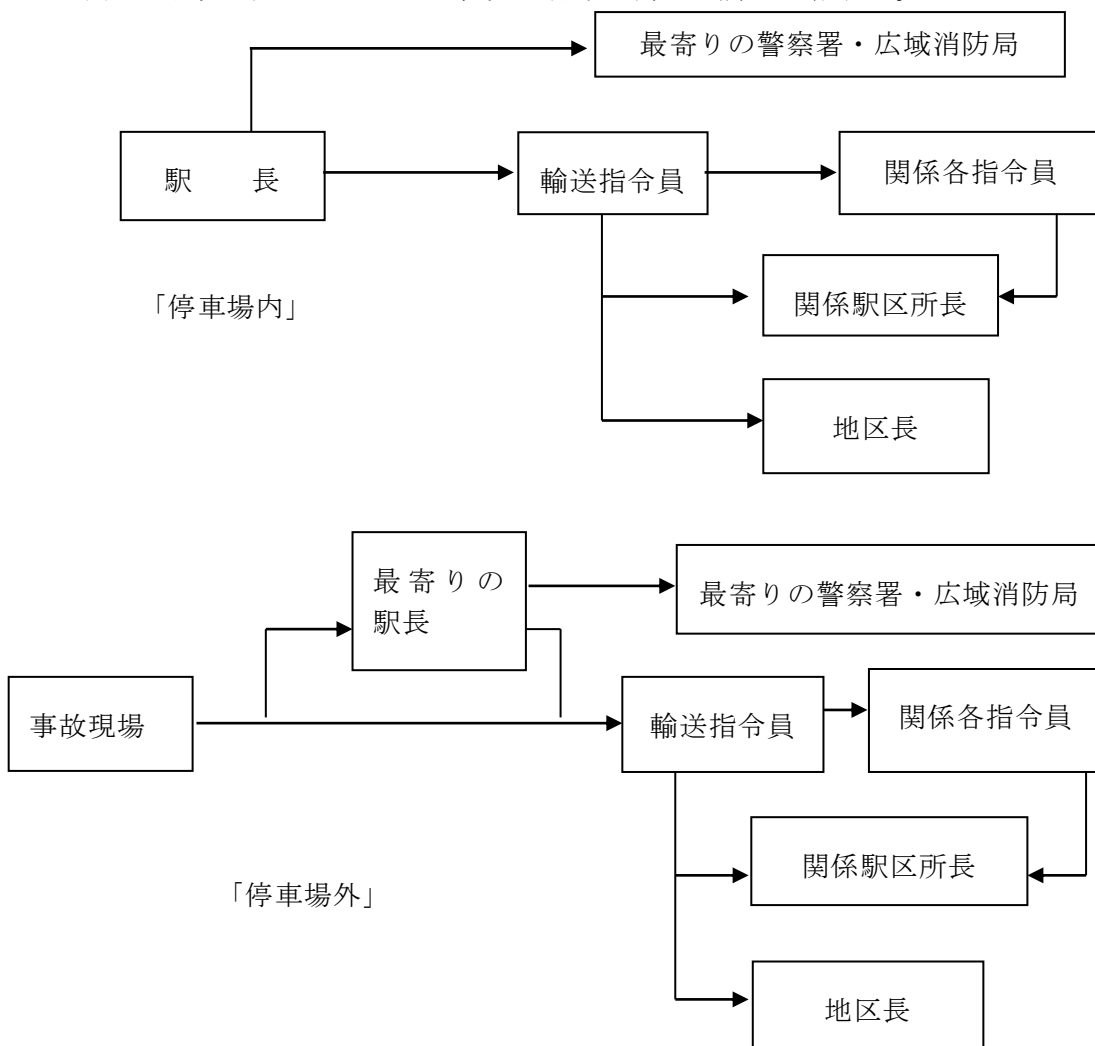 最寄りの警察署・広域消防局
駅　　長
輸送指令員
関係各指令員
「停車場内」
関係駅区所長
地区長
最寄りの
駅長
最寄りの警察署・広域消防局
事故現場
輸送指令員
関係各指令員
関係駅区所長
「停車場外」
地区長